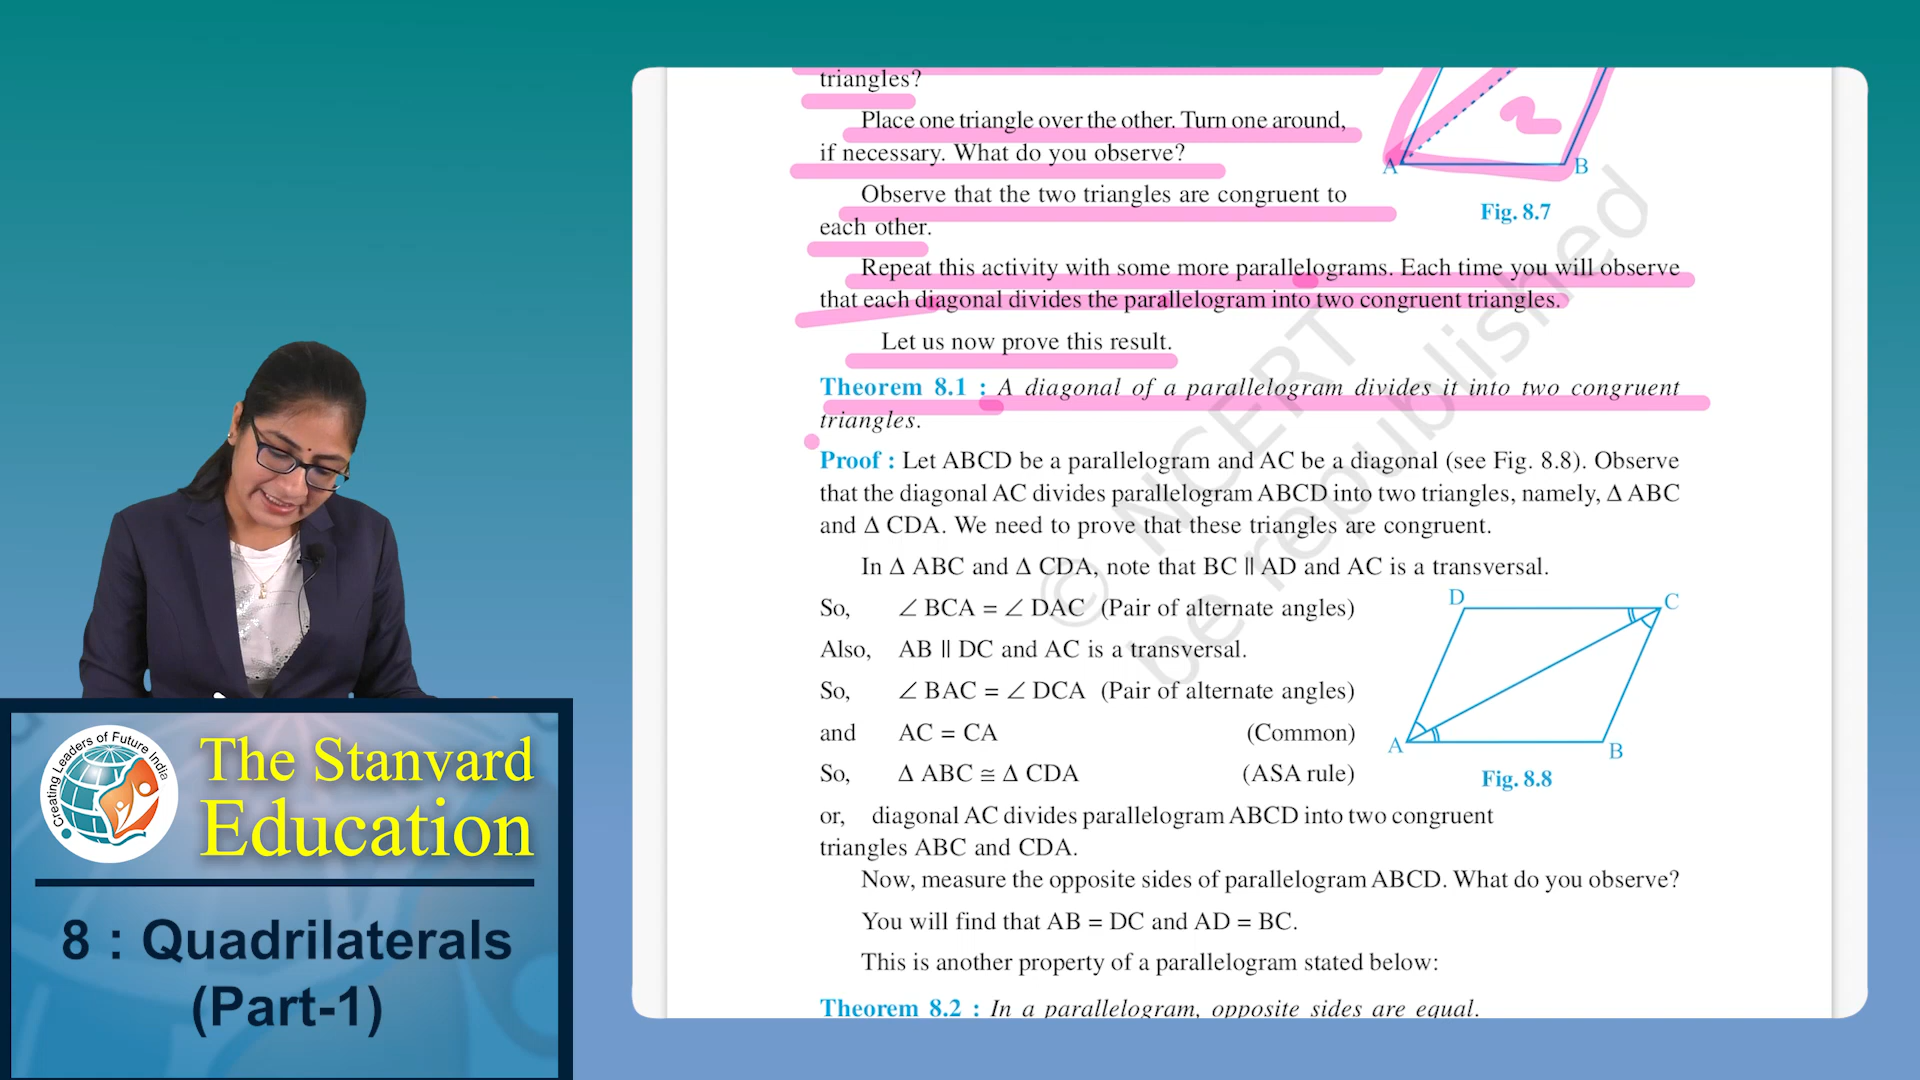 triangles?
Place one triangle over the other. Turn one around,
if necessary. What do you observe?
Observe that the two triangles are congruent to
each other.
A
B
Fig. 8.7
Repeat this activity with some more parallelograms. Each time you will observe
that each diagonal divides the parallelogram into two congruent triangles.
Let us now prove this result.
Theorem 8.1 : A diagonal of a parallelogram divides it into two congruent
triangles.
Proof : Let ABCD be a parallelogram and AC be a diagonal (see Fig. 8.8). Observe
that the diagonal AC divides parallelogram ABCD into two triangles, namely, Δ ABC
and Δ CDA. We need to prove that these triangles are congruent.
In Δ ABC and Δ CDA, note that BC || AD and AC is a transversal.
So, ∠ BCA = ∠ DAC (Pair of alternate angles)
Also, AB || DC and AC is a transversal.
So, ∠ BAC = ∠ DCA (Pair of alternate angles)
and AC = CA (Common)
So, Δ ABC ≅ Δ CDA (ASA rule)
D
C
A
B
Fig. 8.8
or, diagonal AC divides parallelogram ABCD into two congruent
triangles ABC and CDA.
Now, measure the opposite sides of parallelogram ABCD. What do you observe?
You will find that AB = DC and AD = BC.
This is another property of a parallelogram stated below:
Theorem 8.2 : In a parallelogram, opposite sides are equal.
© NCERT
be republished
Creating Leaders of Future India
The Stanvard
Education
8 : Quadrilaterals
(Part-1)